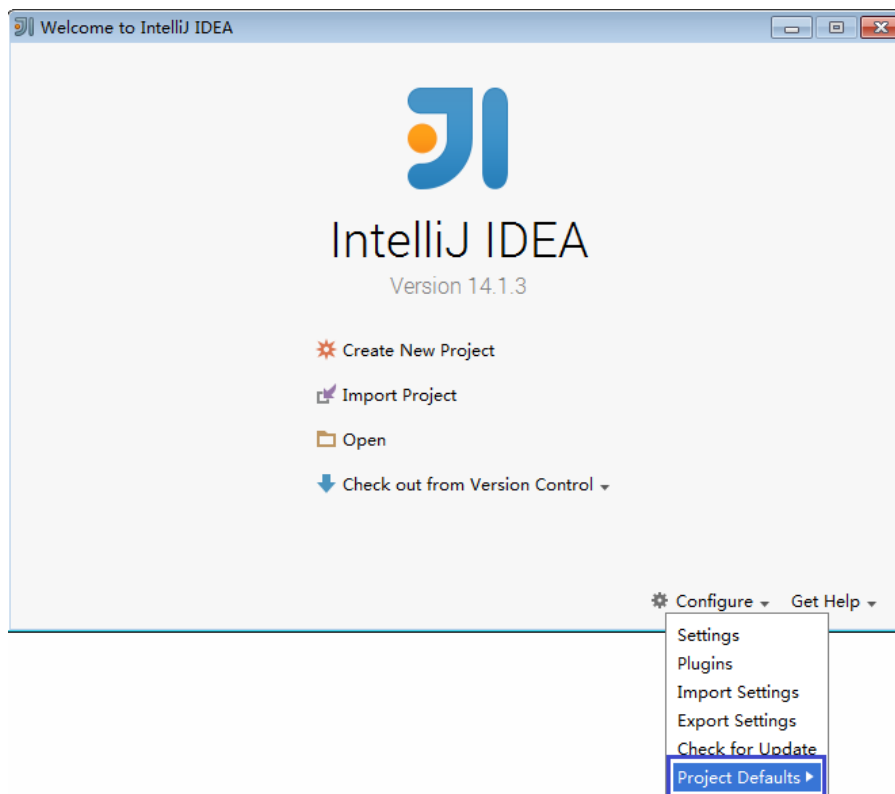 Welcome to IntelliJ IDEA
IntelliJ IDEA
Version 14.1.3
Create New Project
Import Project
Open
Check out from Version Control
Configure Get Help
Settings
Plugins
Import Settings
Export Settings
Check for Update
Project Defaults